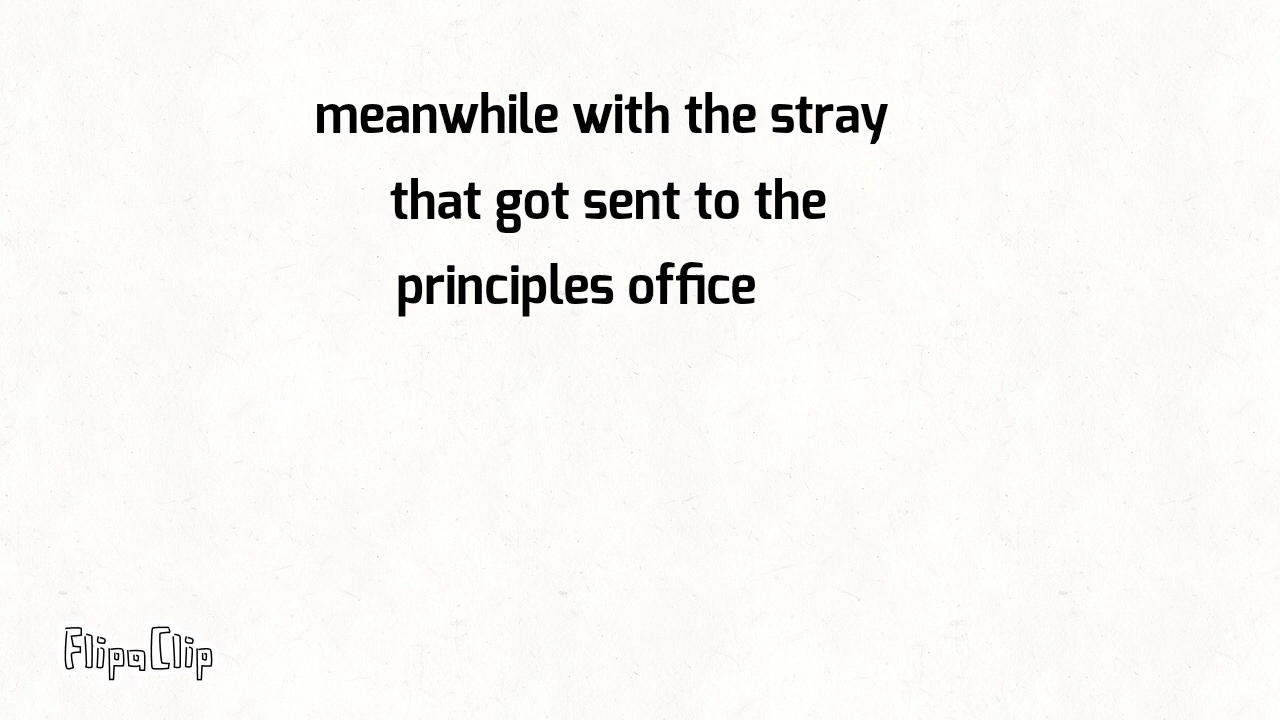 meanwhile with the stray
that got sent to the
principles office
FlipaClip